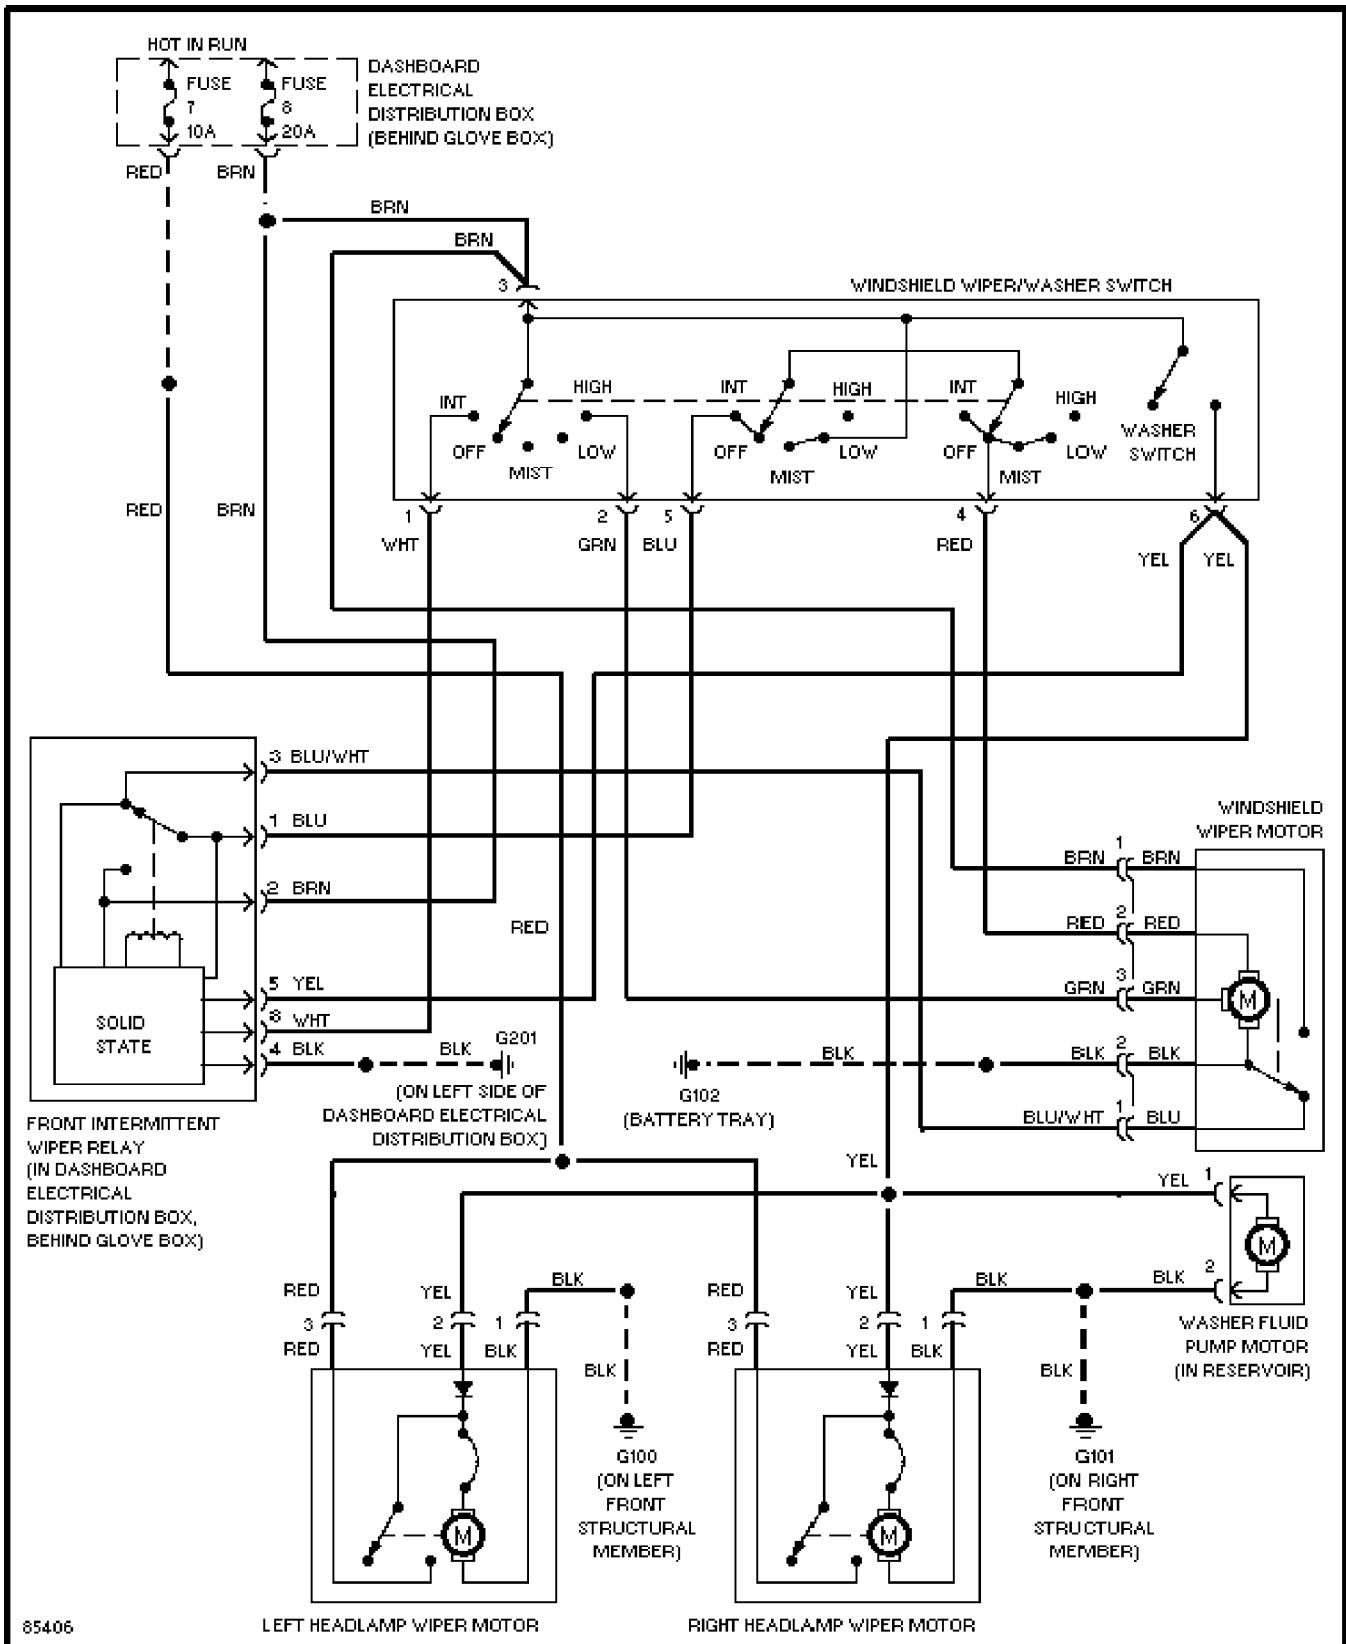 HOT IN RUN
FUSE
7
10A
FUSE
8
20A
DASHBOARD
ELECTRICAL
DISTRIBUTION BOX
(BEHIND GLOVE BOX)
RED
BRN
BRN
BRN
3
WINDSHIELD WIPER/WASHER SWITCH
INT
HIGH
OFF
MIST
LOW
INT
HIGH
OFF
MIST
LOW
INT
HIGH
OFF
MIST
LOW
WASHER
SWITCH
RED
BRN
1
2
5
4
6
WHT
GRN
BLU
RED
YEL
YEL
3 BLU/WHT
1 BLU
2 BRN
RED
5 YEL
8 WHT
4 BLK
BLK
G201
(ON LEFT SIDE OF
DASHBOARD ELECTRICAL
DISTRIBUTION BOX)
SOLID
STATE
FRONT INTERMITTENT
WIPER RELAY
(IN DASHBOARD
ELECTRICAL
DISTRIBUTION BOX,
BEHIND GLOVE BOX)
WINDSHIELD
WIPER MOTOR
BRN 1 BRN
RED 2 RED
GRN 3 GRN
M
BLK
BLK 2 BLK
G102
(BATTERY TRAY)
BLU/WHT 1 BLU
YEL
YEL 1
M
BLK
BLK 2
WASHER FLUID
PUMP MOTOR
(IN RESERVOIR)
RED
YEL
BLK
3
2
1
RED
YEL
BLK
BLK
G100
(ON LEFT
FRONT
STRUCTURAL
MEMBER)
M
LEFT HEADLAMP WIPER MOTOR
RED
YEL
3
2
1
RED
YEL
BLK
BLK
G101
(ON RIGHT
FRONT
STRUCTURAL
MEMBER)
M
RIGHT HEADLAMP WIPER MOTOR
85406